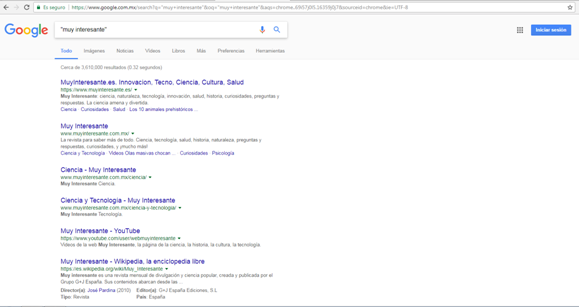 Es seguro https://www.google.com.mx/search?q="muy+interesante"&oq="muy+interesante"&aqs=chrome..69i57j0l5.1635j0j7&sourceid=chrome&ie=UTF-8
Google "muy interesante" Iniciar sesión
Todo Imágenes Noticias Vídeos Libros Más Preferencias Herramientas
Cerca de 3,610,000 resultados (0.32 segundos)
MuyInteresante.es. Innovacion, Tecno, Ciencia, Cultura, Salud
https://www.muyinteresante.es/
Muy Interesante: ciencia, naturaleza, tecnología, innovación, salud, historia, curiosidades, preguntas y
respuestas. La ciencia amena y divertida.
Ciencia · Curiosidades · Salud · Los 10 animales prehistóricos ...
Muy Interesante
www.muyinteresante.com.mx/
La revista para saber más de todo. Ciencia, tecnología, salud, historia, naturaleza, preguntas y
respuestas, curiosidades, y ¡mucho más!
Ciencia y Tecnología · Vídeos Olas masivas chocan ... · Curiosidades · Psicología
Ciencia - Muy Interesante
www.muyinteresante.com.mx/ciencia/
Muy Interesante Ciencia.
Ciencia y Tecnología - Muy Interesante
www.muyinteresante.com.mx/ciencia-y-tecnologia/
Muy Interesante Tecnología.
Muy Interesante - YouTube
https://www.youtube.com/user/webmuyinteresante
Vídeos de la web Muy Interesante, la página de la ciencia, la historia, la cultura, la tecnología.
Muy Interesante - Wikipedia, la enciclopedia libre
https://es.wikipedia.org/wiki/Muy_Interesante
Muy Interesante es una revista mensual de divulgación y ciencia popular, creada y publicada por el
Grupo G+J España. Sus contenidos abarcan desde las ...
Director(a): José Pardina (2010) Editor(a): G+J España Ediciones, S.L
Tipo: Revista País: España